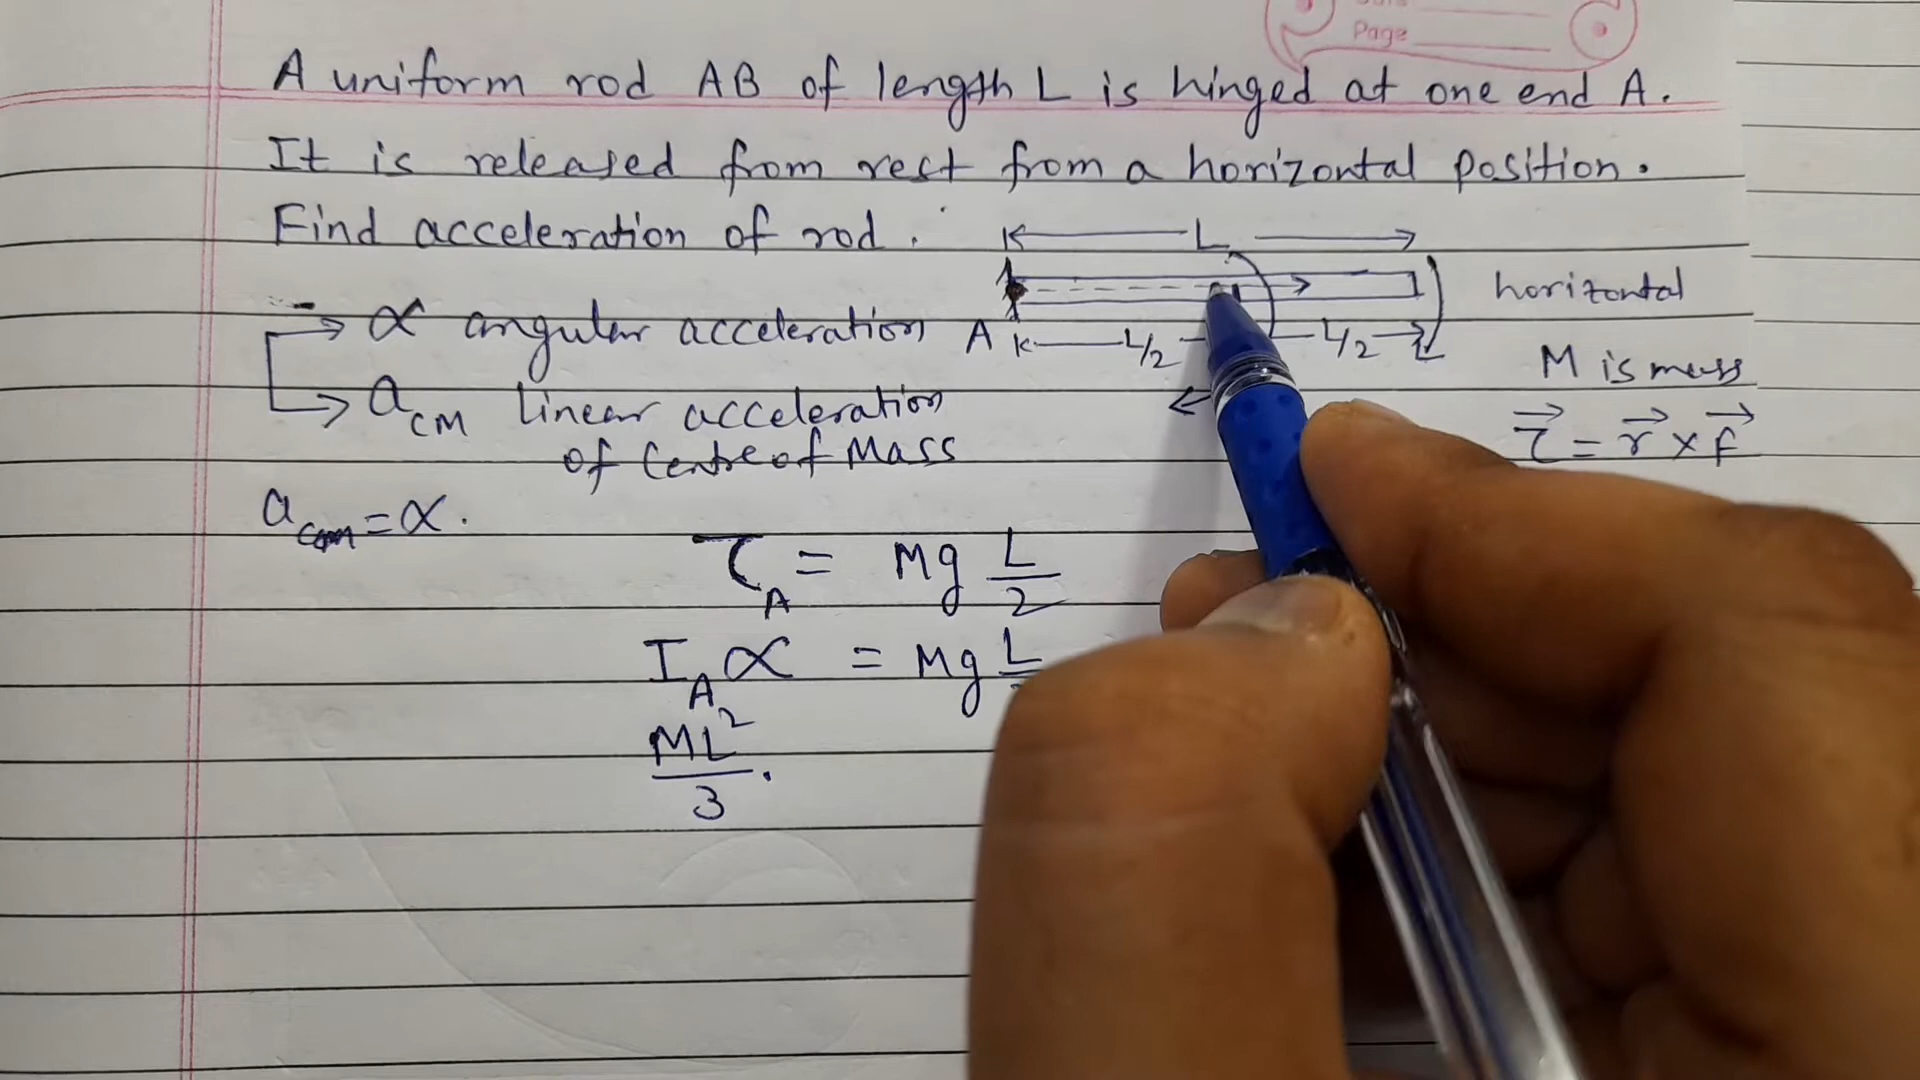 Page
A uniform rod AB of length L is hinged at one end A.
It is released from rest from a horizontal position.
Find acceleration of rod.
L
horizontal
→ α angular acceleration
A
L/2
L/2
M is mass
→ a_CM linear acceleration
of Centre of Mass
τ⃗ = r⃗ × F⃗
a_com = α.
τ_A = Mg L/2
I_A α = Mg L
ML²/3 .